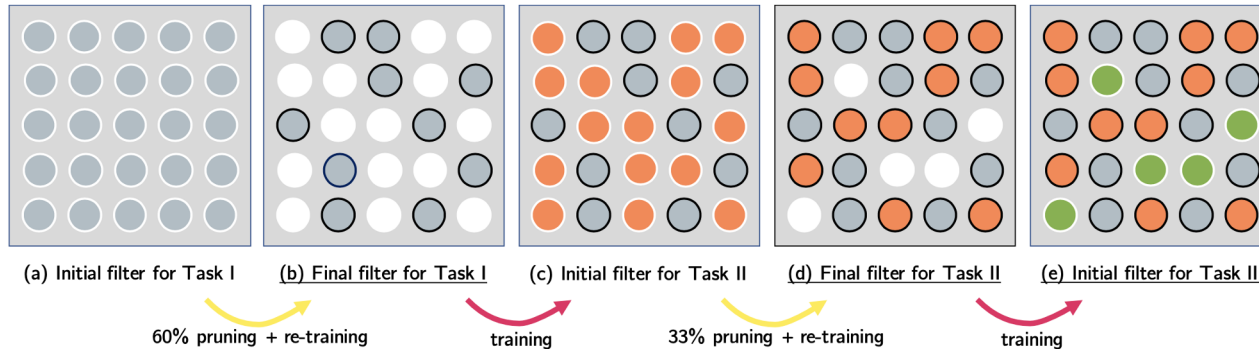 (a) Initial filter for Task I
(b) Final filter for Task I
(c) Initial filter for Task II
(d) Final filter for Task II
(e) Initial filter for Task II
60% pruning + re-training
training
33% pruning + re-training
training